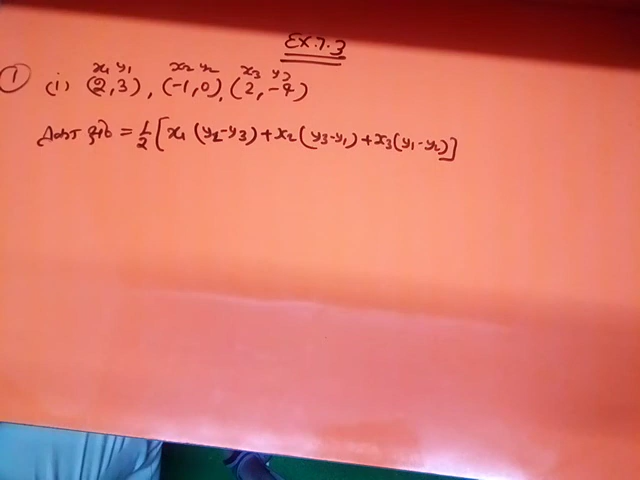 Ex.7.3
x₁ y₁ x₂ y₂ x₃ y₃
① (i) (2,3), (-1,0), (2,-4)
= 1/2 [x₁ (y₂-y₃) + x₂ (y₃-y₁) + x₃ (y₁-y₂)]